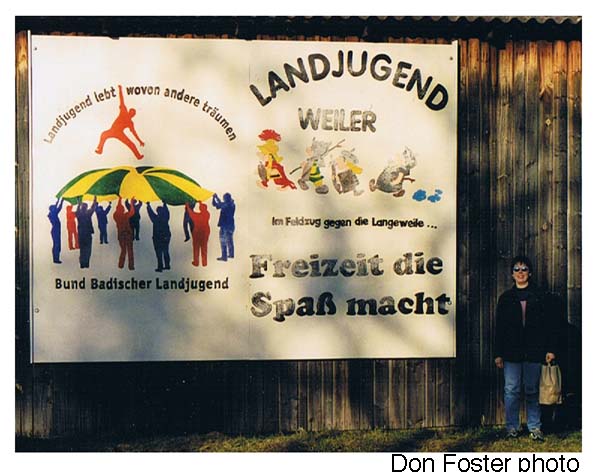 Landjugend lebt wovon andere träumen
Bund Badischer Landjugend
LANDJUGEND
WEILER
Im Feldzug gegen die Langeweile ...
Freizeit die
Spaß macht
Don Foster photo